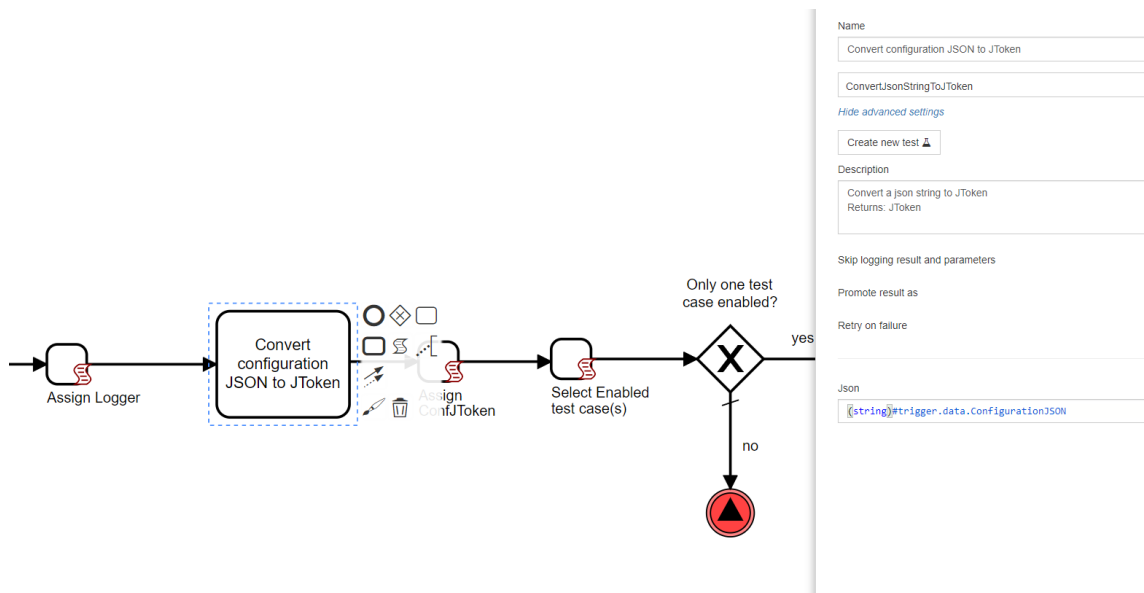 Name
Convert configuration JSON to JToken
ConvertJsonStringToJToken
Hide advanced settings
Create new test
Description
Convert a json string to JToken
Returns: JToken
Skip logging result and parameters
Promote result as
Retry on failure
Json
(string)#trigger.data.ConfigurationJSON
Assign Logger
Convert
configuration
JSON to JToken
Assign
ConfJToken
Select Enabled
test case(s)
Only one test
case enabled?
X
yes
no